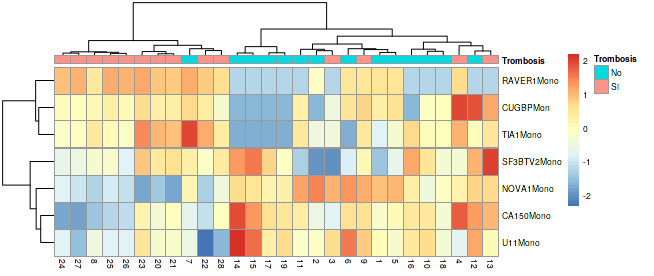 Trombosis
RAVER1Mono
CUGBPMon
TIA1Mono
SF3BTV2Mono
NOVA1Mono
CA150Mono
U11Mono
24 27 8 25 26 23 20 21 7 22 28 14 15 17 19 11 2 3 6 9 1 5 16 10 18 4 12 13
2
1
0
-1
-2
Trombosis
No
SI